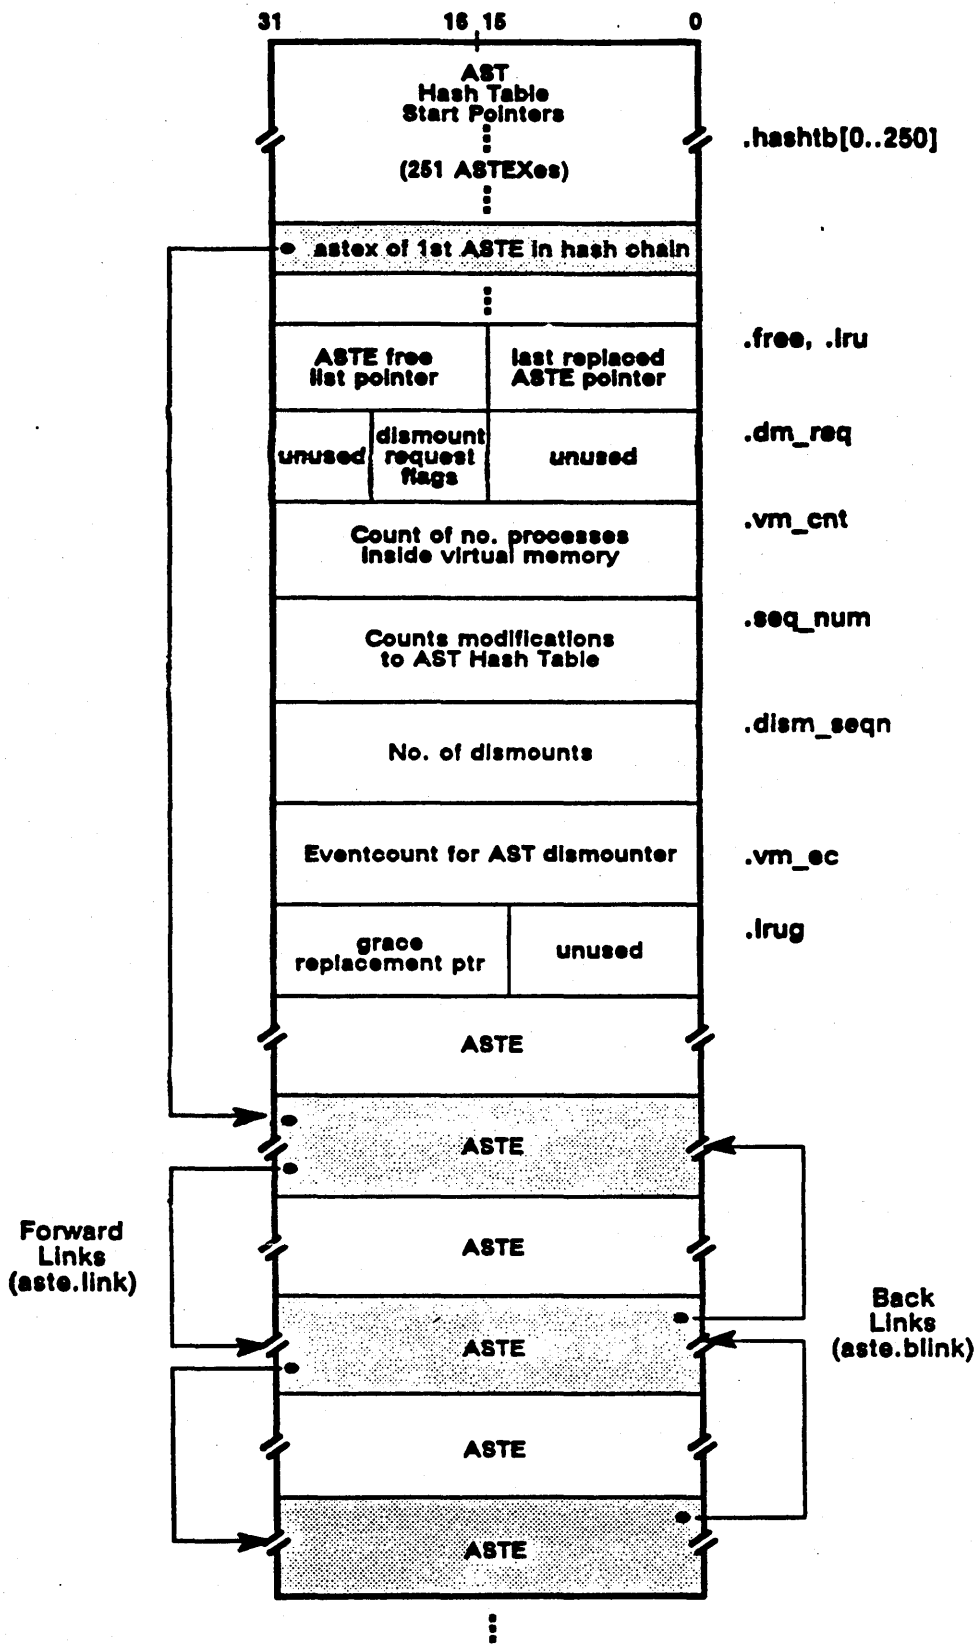 31 16 15 0
AST
Hash Table
Start Pointers
.hashtb[0..250]
(251 ASTEXes)
astex of 1st ASTE in hash chain
.free, .lru
ASTE free
list pointer
last replaced
ASTE pointer
.dm_req
unused
dismount
request
flags
unused
.vm_cnt
Count of no. processes
inside virtual memory
.seq_num
Counts modifications
to AST Hash Table
.dism_seqn
No. of dismounts
Eventcount for AST dismounter
.vm_ec
.lrug
grace
replacement ptr
unused
ASTE
ASTE
Forward
Links
(aste.link)
ASTE
Back
Links
(aste.blink)
ASTE
ASTE
ASTE